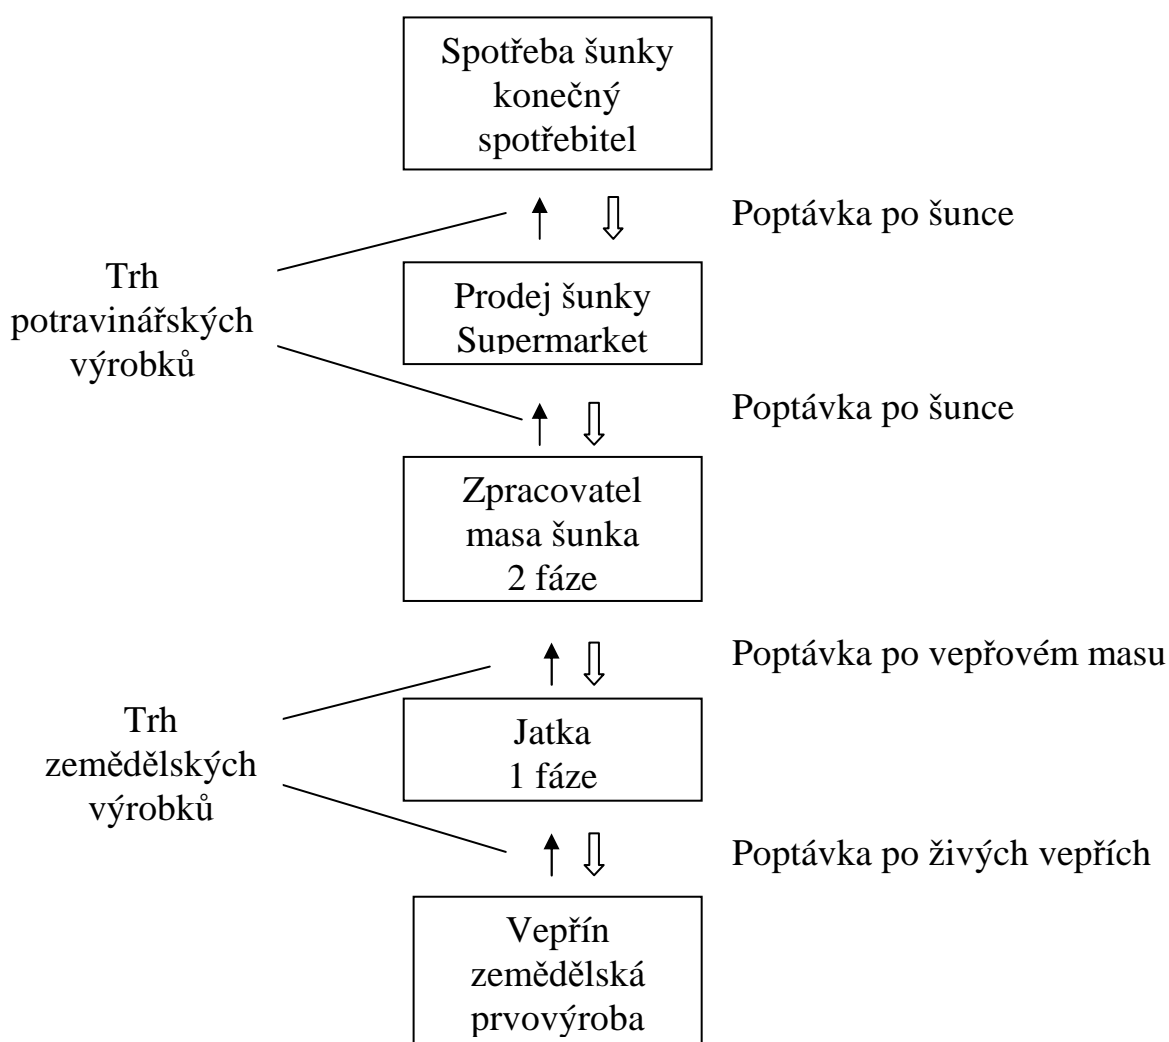 Spotřeba šunky
konečný
spotřebitel
Poptávka po šunce
Trh
potravinářských
výrobků
Prodej šunky
Supermarket
Poptávka po šunce
Zpracovatel
masa šunka
2 fáze
Poptávka po vepřovém masu
Trh
zemědělských
výrobků
Jatka
1 fáze
Poptávka po živých vepřích
Vepřín
zemědělská
prvovýroba